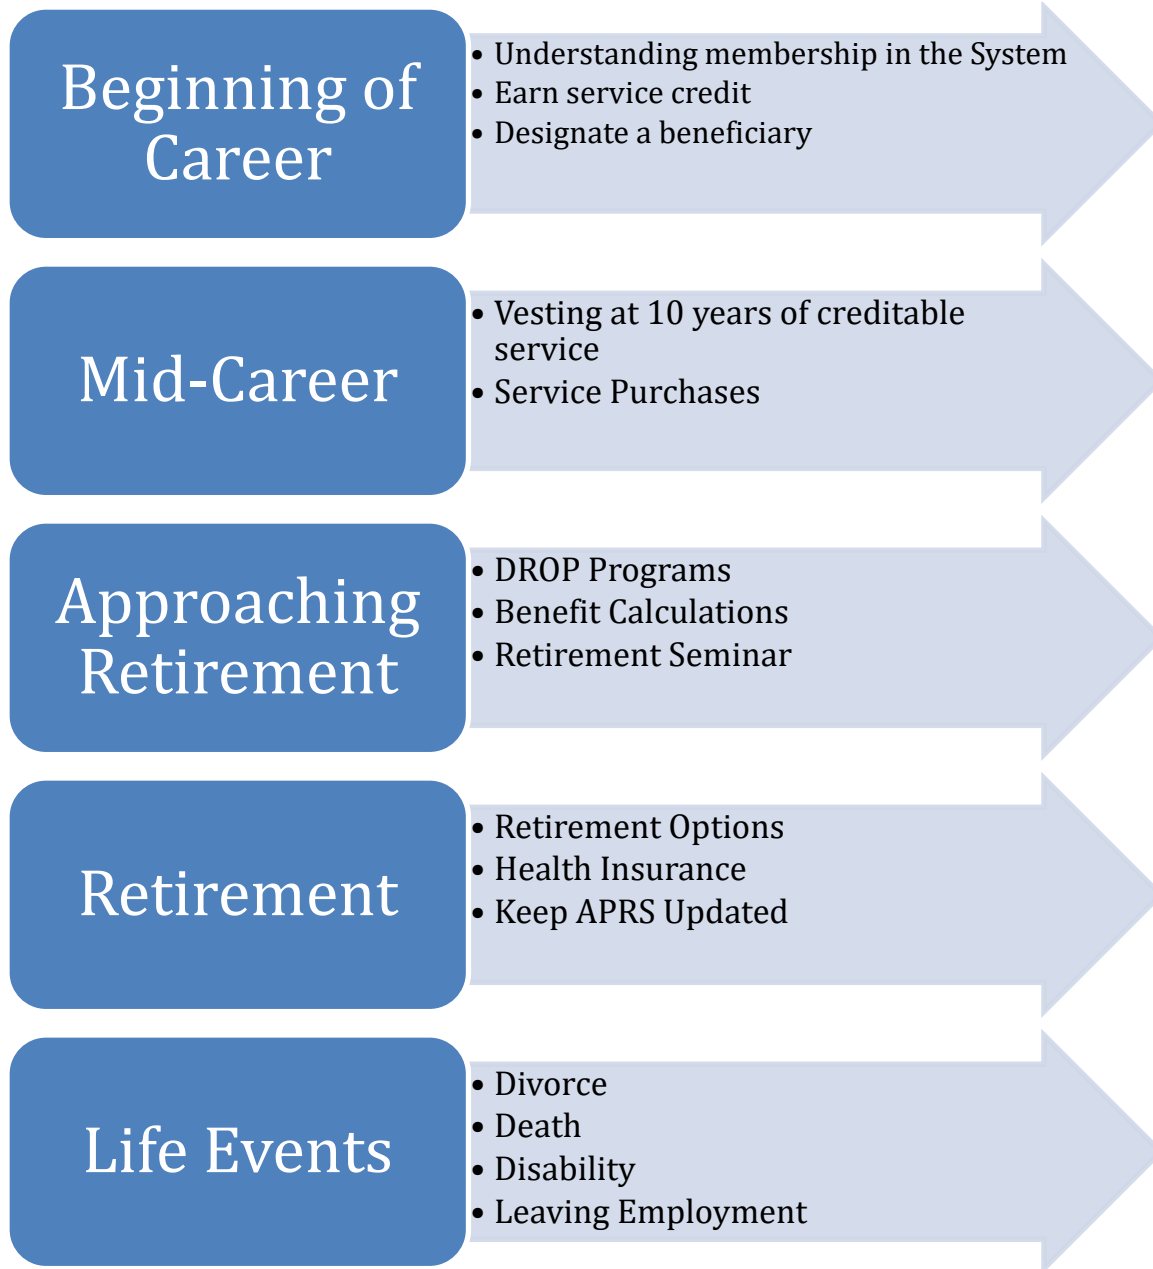 Beginning of
Career
• Understanding membership in the System
• Earn service credit
• Designate a beneficiary
Mid-Career
• Vesting at 10 years of creditable
service
• Service Purchases
Approaching
Retirement
• DROP Programs
• Benefit Calculations
• Retirement Seminar
Retirement
• Retirement Options
• Health Insurance
• Keep APRS Updated
Life Events
• Divorce
• Death
• Disability
• Leaving Employment